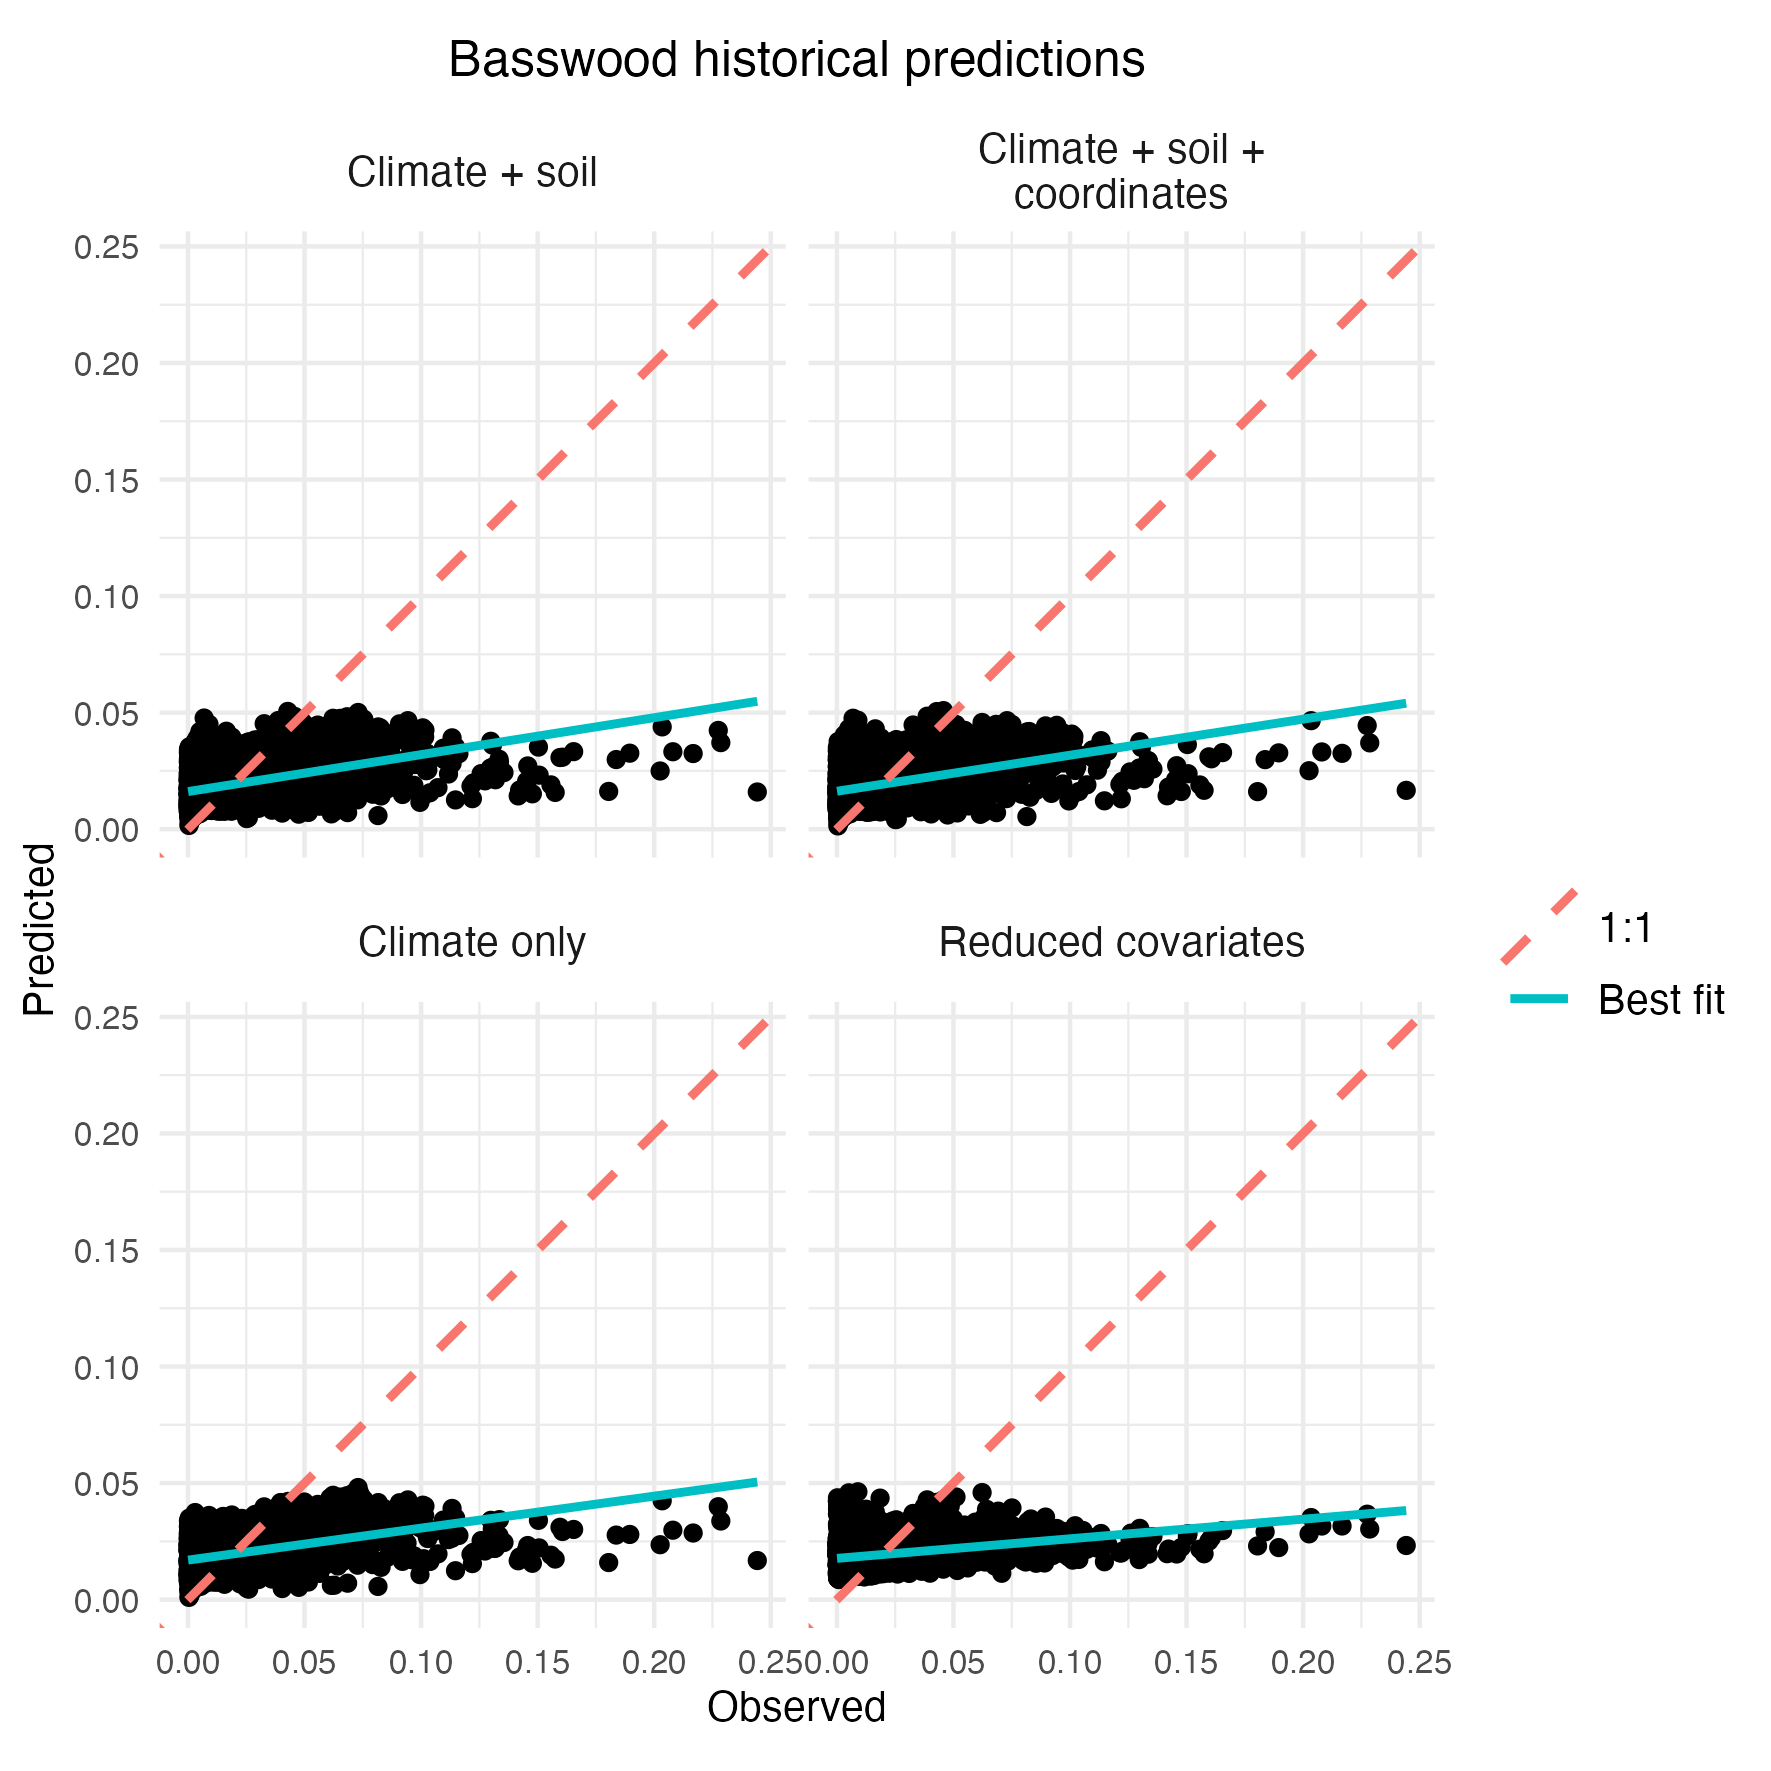 Basswood historical predictions
Climate + soil
Climate + soil +
coordinates
0.25
0.20
0.15
0.10
0.05
0.00
Predicted
Climate only
Reduced covariates
1:1
Best fit
0.25
0.20
0.15
0.10
0.05
0.00
0.00 0.05 0.10 0.15 0.20 0.25 0.00 0.05 0.10 0.15 0.20 0.25
Observed